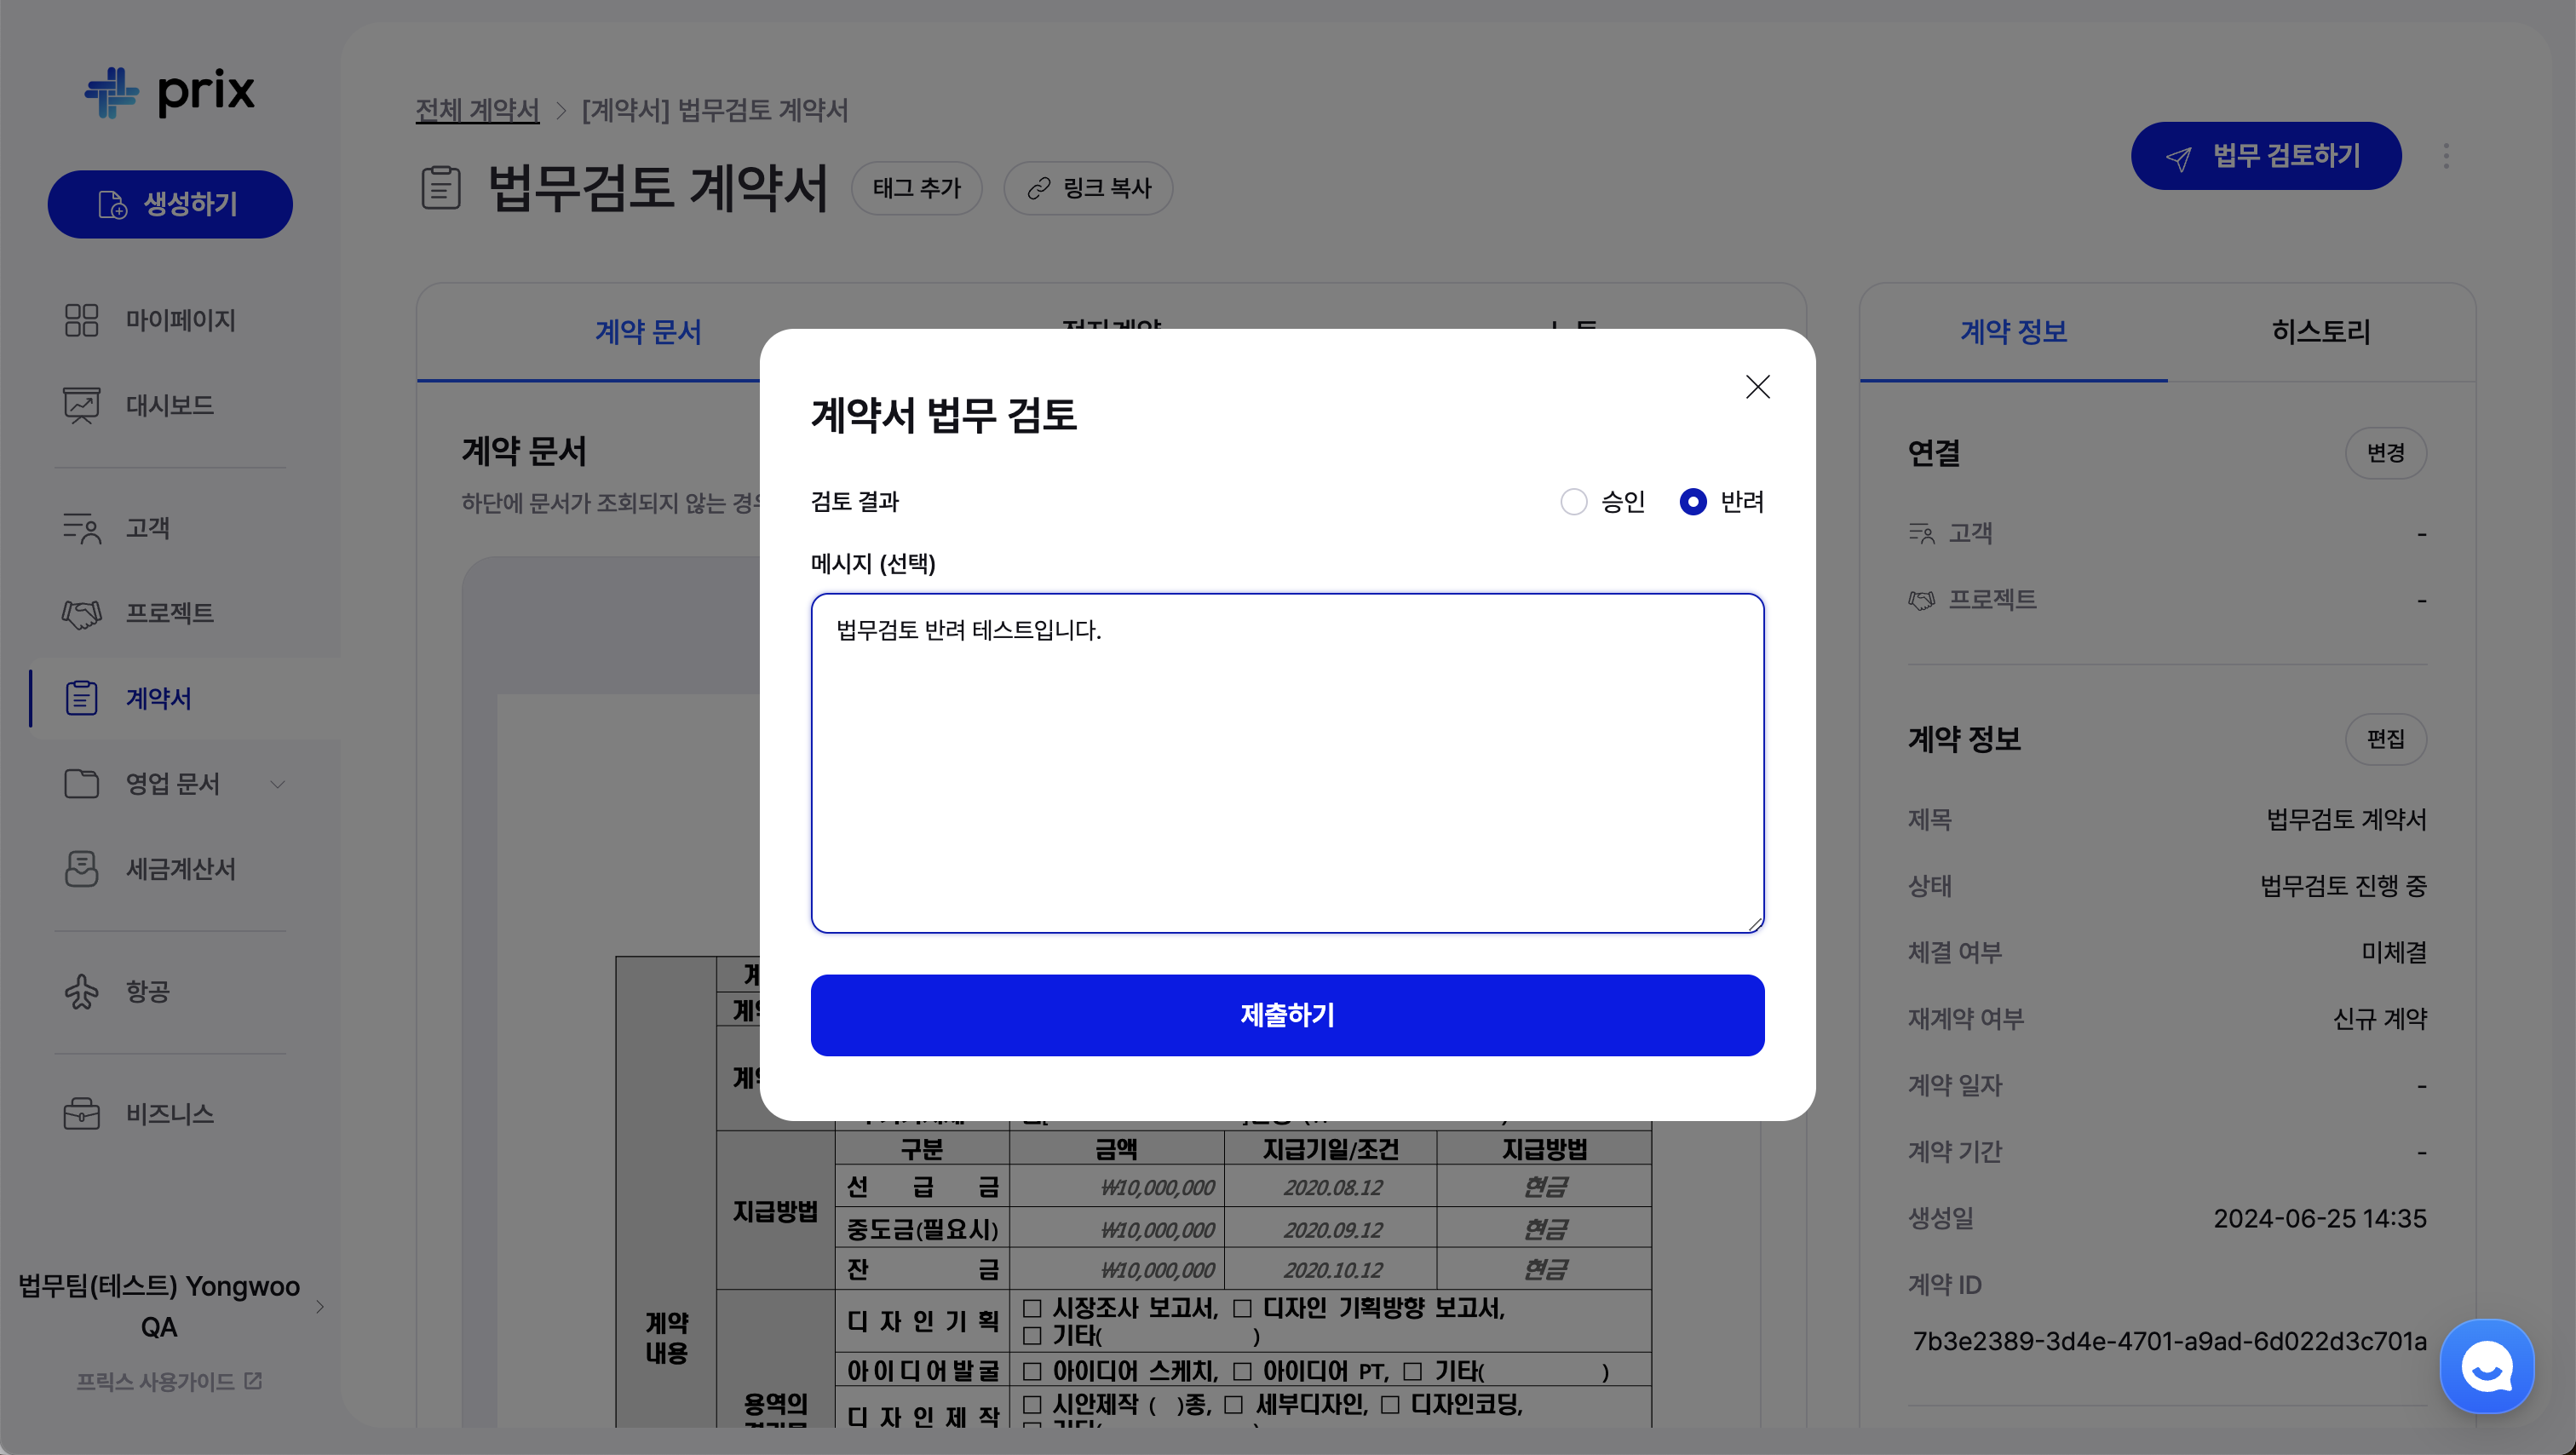 prix
생성하기
마이페이지
대시보드
고객
프로젝트
계약서
영업 문서
세금계산서
항공
비즈니스
법무팀(테스트) Yongwoo
QA
프릭스 사용가이드
전체 계약서 > [계약서] 법무검토 계약서
법무검토 계약서 태그 추가 링크 복사
법무 검토하기
계약 문서
계약 문서
하단에 문서가 조회되지 않는
계약서 법무 검토
검토 결과 승인 반려
메시지 (선택)
법무검토 반려 테스트입니다.
제출하기
구분 금액 지급기일/조건 지급방법
지급방법
선 급 금 ₩10,000,000 2020.08.12 현금
중도금(필요시) ₩10,000,000 2020.09.12 현금
잔 금 ₩10,000,000 2020.10.12 현금
계약
내용
디 자 인 기 획 □ 시장조사 보고서, □ 디자인 기획방향 보고서,
□ 기타( )
아이디어발굴 □ 아이디어 스케치, □ 아이디어 PT, □ 기타( )
용역의
디 자 인 제 작 □ 시안제작 ( )종, □ 세부디자인, □ 디자인코딩,
계약 정보 히스토리
연결 변경
고객 -
프로젝트 -
계약 정보 편집
제목 법무검토 계약서
상태 법무검토 진행 중
체결 여부 미체결
재계약 여부 신규 계약
계약 일자 -
계약 기간 -
생성일 2024-06-25 14:35
계약 ID
7b3e2389-3d4e-4701-a9ad-6d022d3c701a